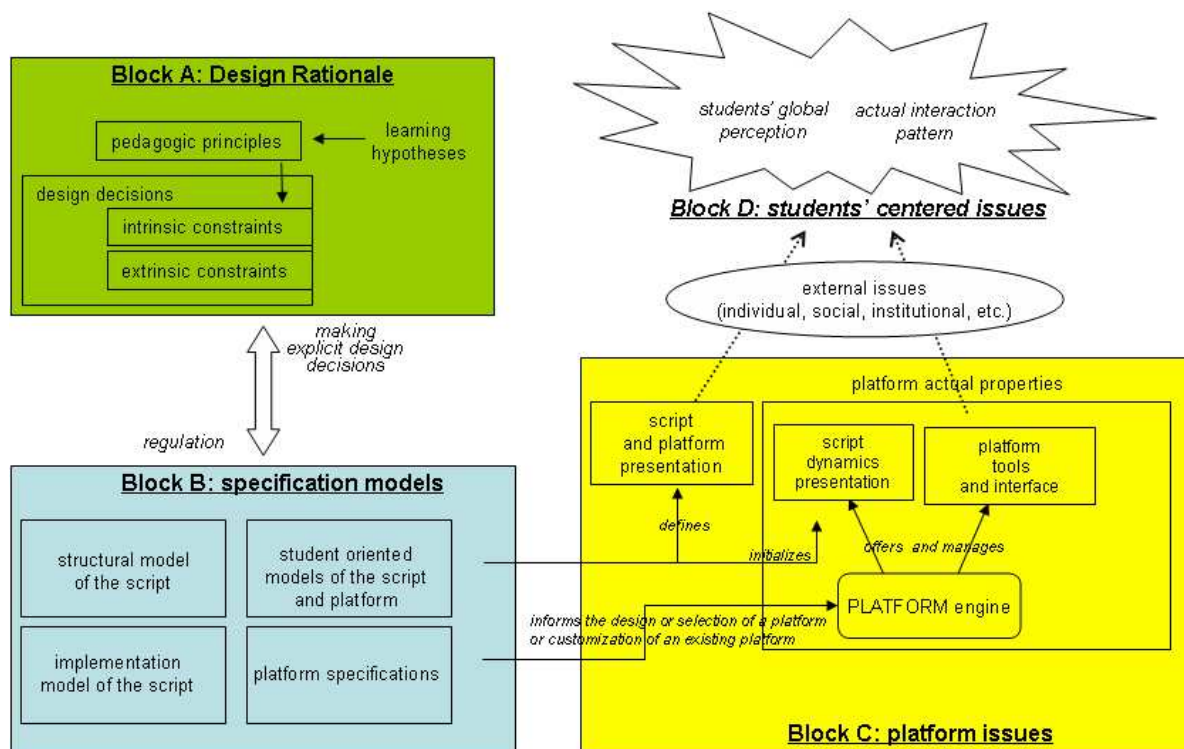 Block A: Design Rationale
pedagogic principles
learning
hypotheses
design decisions
intrinsic constraints
extrinsic constraints
making
explicit design
decisions
regulation
Block B: specification models
structural model
of the script
student oriented
models of the script
and platform
implementation
model of the script
platform specifications
students' global
perception
actual interaction
pattern
Block D: students' centered issues
external issues
(individual, social, institutional, etc.)
platform actual properties
script
and platform
presentation
script
dynamics
presentation
platform
tools
and interface
defines
initializes
offers and manages
PLATFORM engine
informs the design or selection of a platform
or customization of an existing platform
Block C: platform issues